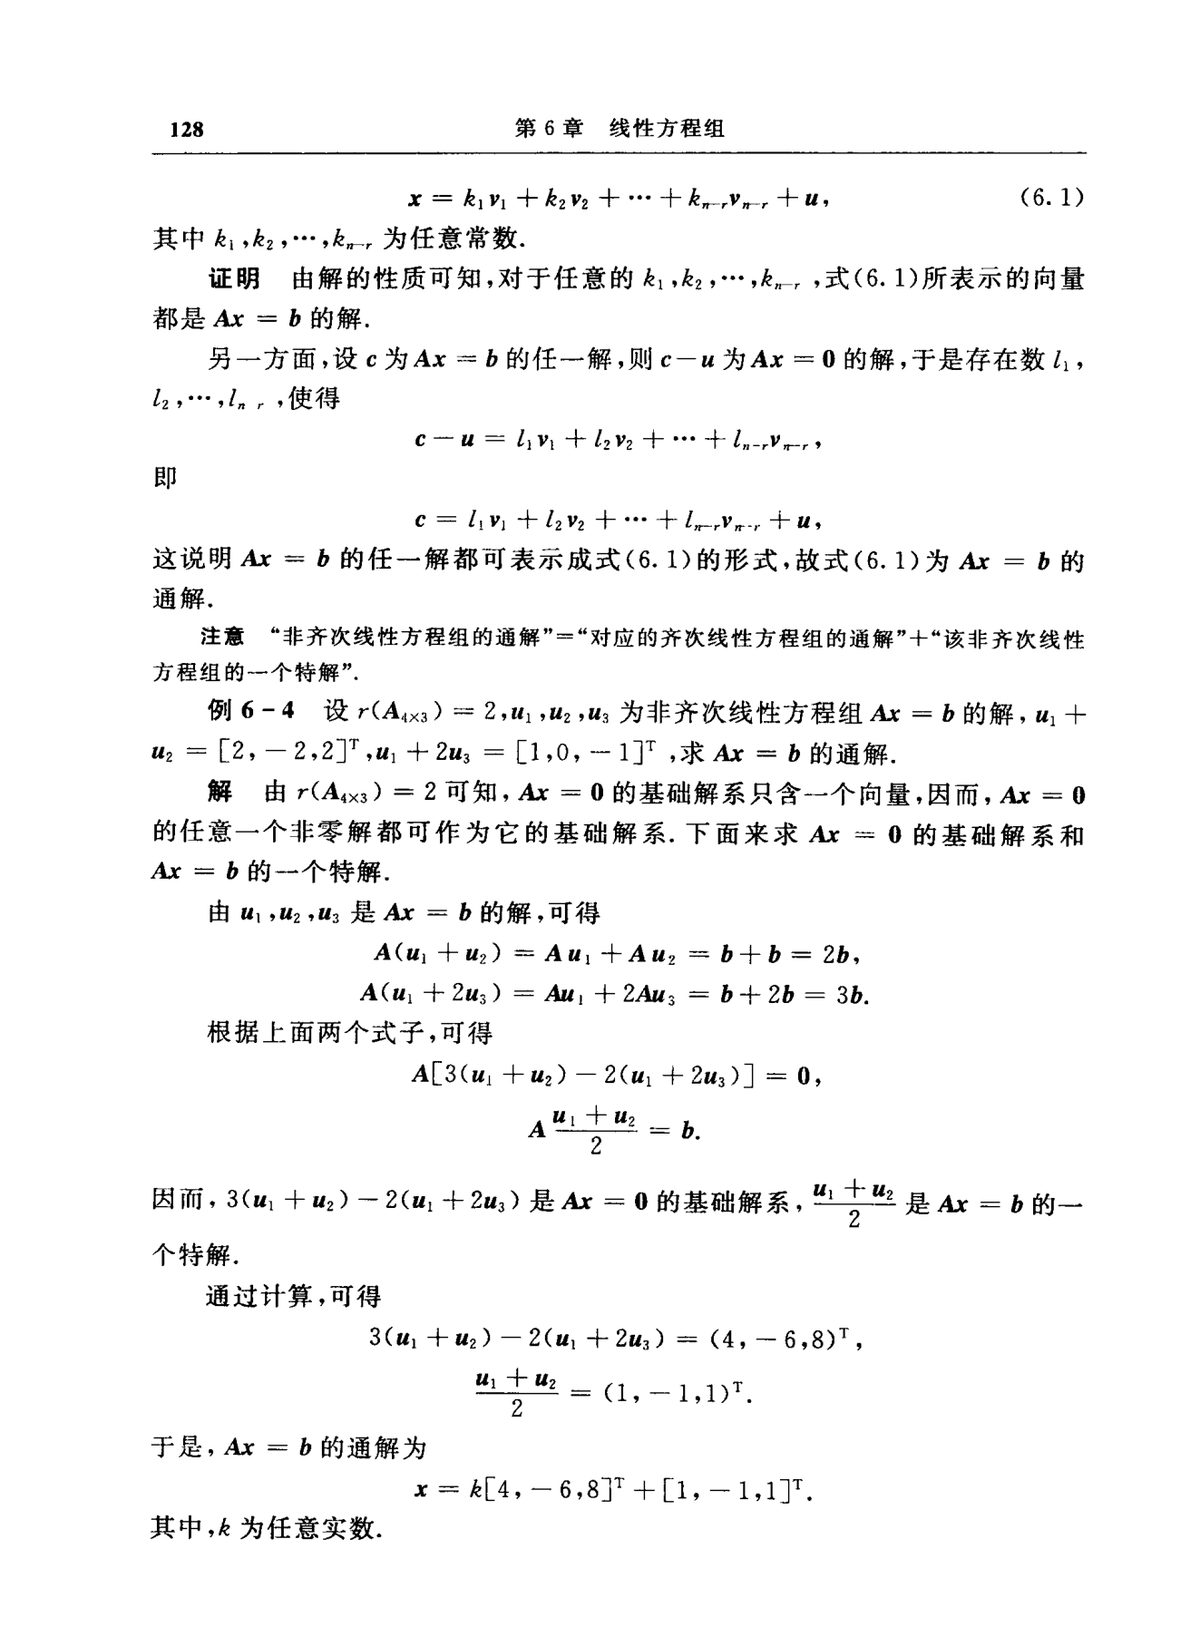 128 第 6 章 线性方程组
x = k₁v₁ + k₂v₂ + ⋯ + kₙ₋ᵣvₙ₋ᵣ + u, (6.1)
其中 k₁,k₂,⋯,kₙ₋ᵣ 为任意常数.
证明 由解的性质可知,对于任意的 k₁,k₂,⋯,kₙ₋ᵣ,式(6.1)所表示的向量
都是 Ax = b 的解.
另一方面,设 c 为 Ax = b 的任一解,则 c−u 为 Ax = 0 的解,于是存在数 l₁,
l₂,⋯,lₙ₋ᵣ,使得
c − u = l₁v₁ + l₂v₂ + ⋯ + lₙ₋ᵣvₙ₋ᵣ,
即
c = l₁v₁ + l₂v₂ + ⋯ + lₙ₋ᵣvₙ₋ᵣ + u,
这说明 Ax = b 的任一解都可表示成式(6.1)的形式,故式(6.1)为 Ax = b 的
通解.
注意 “非齐次线性方程组的通解”=“对应的齐次线性方程组的通解”+“该非齐次线性
方程组的一个特解”.
例 6-4 设 r(A₄ₓ₃) = 2,u₁,u₂,u₃ 为非齐次线性方程组 Ax = b 的解, u₁ +
u₂ = [2,−2,2]ᵀ,u₁ + 2u₃ = [1,0,−1]ᵀ,求 Ax = b 的通解.
解 由 r(A₄ₓ₃) = 2 可知, Ax = 0 的基础解系只含一个向量,因而, Ax = 0
的任意一个非零解都可作为它的基础解系. 下面来求 Ax = 0 的基础解系和
Ax = b 的一个特解.
由 u₁,u₂,u₃ 是 Ax = b 的解,可得
A(u₁ + u₂) = Au₁ + Au₂ = b + b = 2b,
A(u₁ + 2u₃) = Au₁ + 2Au₃ = b + 2b = 3b.
根据上面两个式子,可得
A[3(u₁ + u₂) − 2(u₁ + 2u₃)] = 0,
A (u₁ + u₂)/2 = b.
因而, 3(u₁ + u₂) − 2(u₁ + 2u₃) 是 Ax = 0 的基础解系, (u₁ + u₂)/2 是 Ax = b 的一
个特解.
通过计算,可得
3(u₁ + u₂) − 2(u₁ + 2u₃) = (4,−6,8)ᵀ,
(u₁ + u₂)/2 = (1,−1,1)ᵀ.
于是, Ax = b 的通解为
x = k[4,−6,8]ᵀ + [1,−1,1]ᵀ.
其中,k 为任意实数.